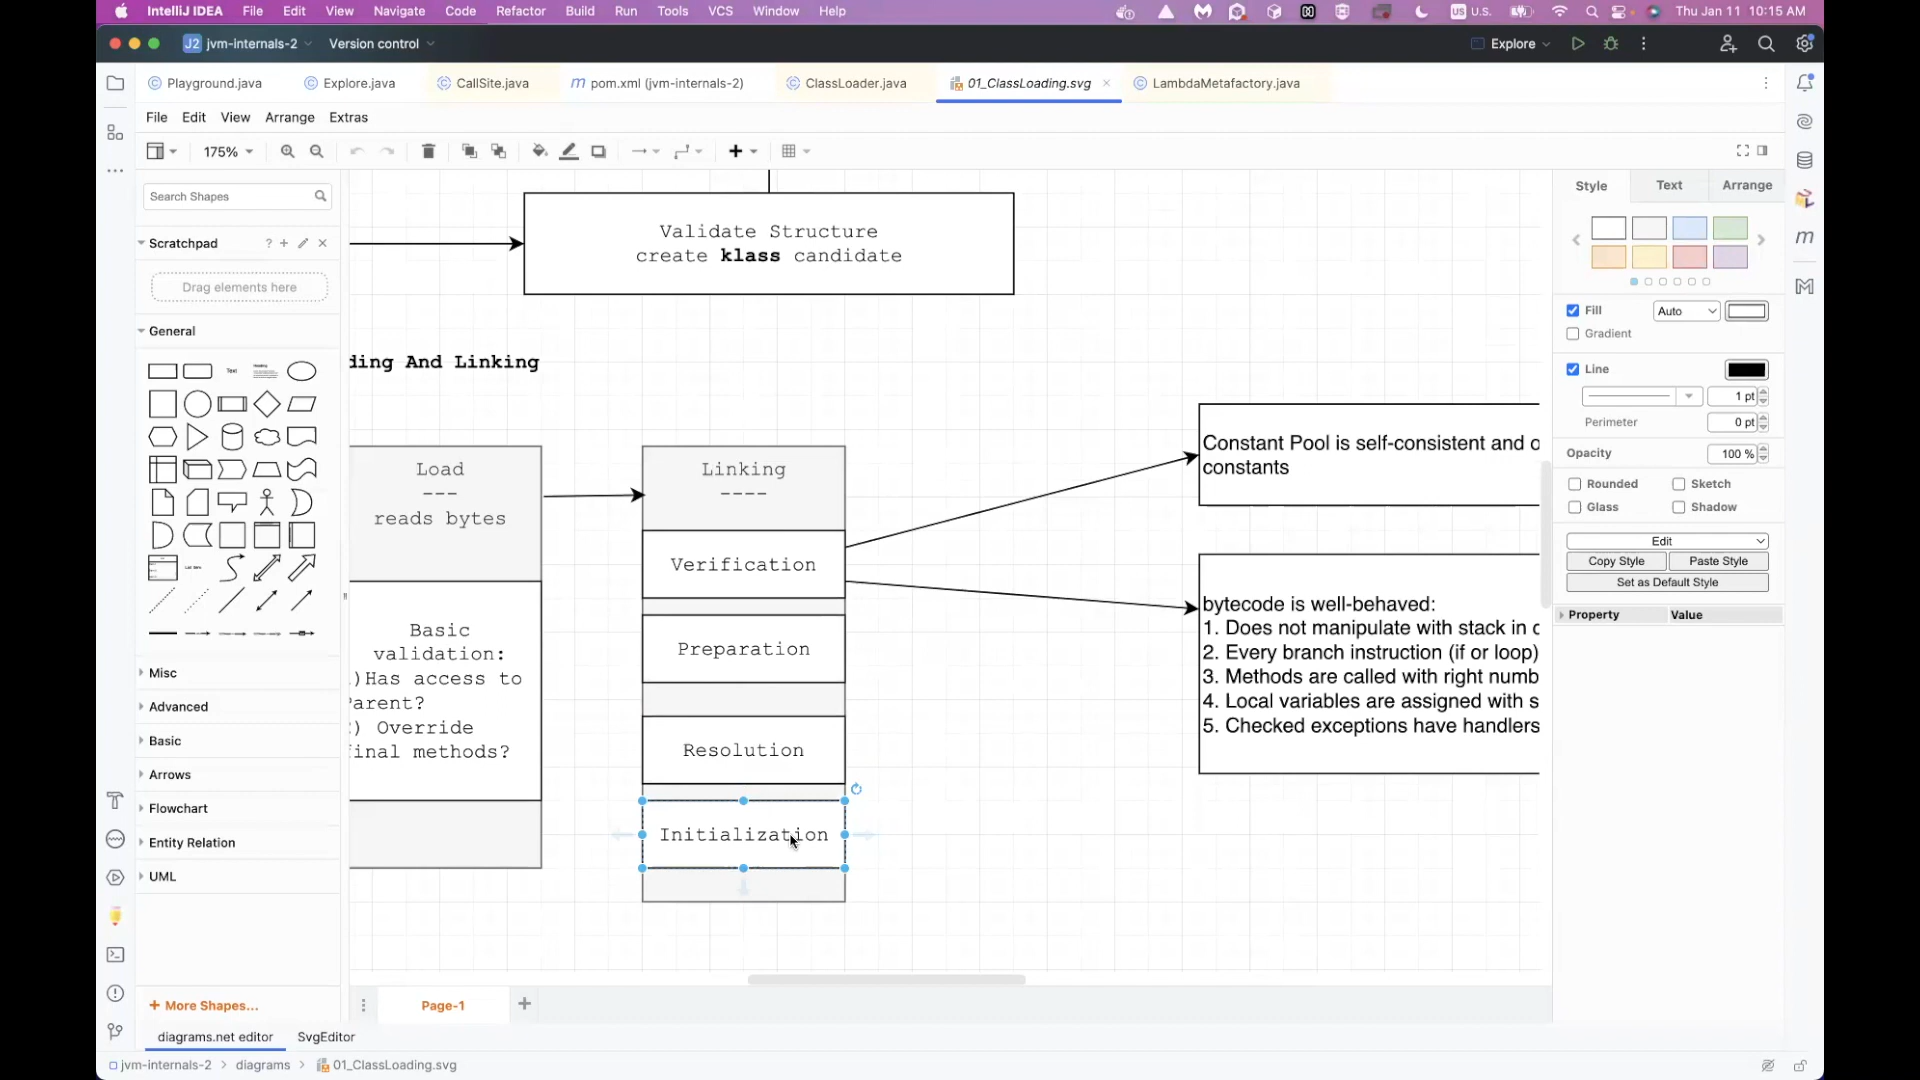 IntelliJ IDEA File Edit View Navigate Code Refactor Build Run Tools VCS Window Help
U.S. Thu Jan 11 10:15 AM
J2 jvm-internals-2 Version control Explore
Playground.java Explore.java CallSite.java pom.xml (jvm-internals-2) ClassLoader.java 01_ClassLoading.svg LambdaMetafactory.java
File Edit View Arrange Extras
175%
Search Shapes
Scratchpad
Drag elements here
General
Text
Heading
List Item
Misc
Advanced
Basic
Arrows
Flowchart
Entity Relation
UML
+ More Shapes...
Validate Structure
create klass candidate
ding And Linking
Load
---
reads bytes
Basic
validation:
)Has access to
Parent?
) Override
final methods?
Linking
----
Verification
Preparation
Resolution
Initialization
Constant Pool is self-consistent and
constants
bytecode is well-behaved:
1. Does not manipulate with stack in
2. Every branch instruction (if or loop)
3. Methods are called with right numb
4. Local variables are assigned with s
5. Checked exceptions have handlers
Style Text Arrange
Fill Auto
Gradient
Line
1 pt
Perimeter 0 pt
Opacity 100 %
Rounded Sketch
Glass Shadow
Edit
Copy Style Paste Style
Set as Default Style
Property Value
Page-1
diagrams.net editor SvgEditor
jvm-internals-2 > diagrams > 01_ClassLoading.svg